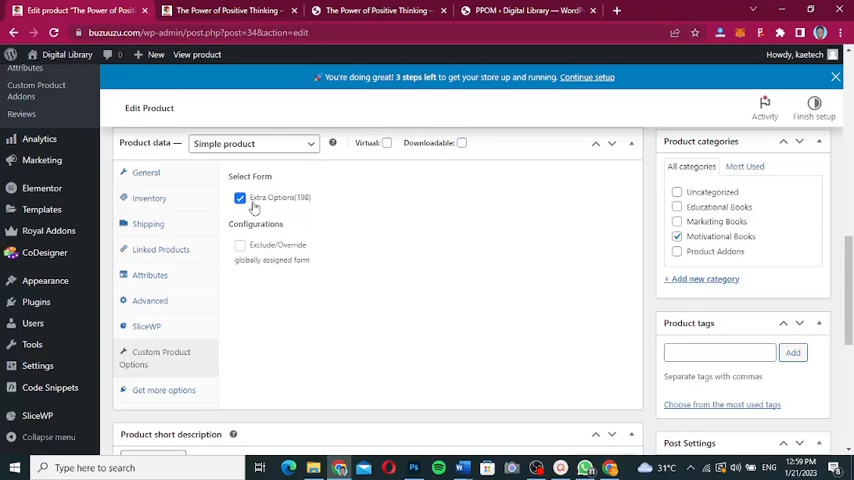 Edit product "The Power of Posit
The Power of Positive Thinking –
The Power of Positive Thinking –
PPOM ‹ Digital Library — WordPr
buzuuzu.com/wp-admin/post.php?post=34&action=edit
Digital Library
0
New
View product
Howdy, kaetech
Attributes
Custom Product
Addons
Reviews
Analytics
Marketing
Elementor
Templates
Royal Addons
CoDesigner
Appearance
Plugins
Users
Tools
Settings
Code Snippets
SliceWP
Collapse menu
🚀 You're doing great! 3 steps left to get your store up and running. Continue setup
Edit Product
Activity
Finish setup
Product data —
Simple product
Virtual:
Downloadable:
General
Inventory
Shipping
Linked Products
Attributes
Advanced
SliceWP
Custom Product
Options
Get more options
Select Form
Extra Options(198)
Configurations
Exclude/Override
globally assigned form
Product short description
Product categories
All categories
Most Used
Uncategorized
Educational Books
Marketing Books
Motivational Books
Product Addons
+ Add new category
Product tags
Add
Separate tags with commas
Choose from the most used tags
Post Settings
Type here to search
31°C
ENG
12:59 PM
1/21/2023